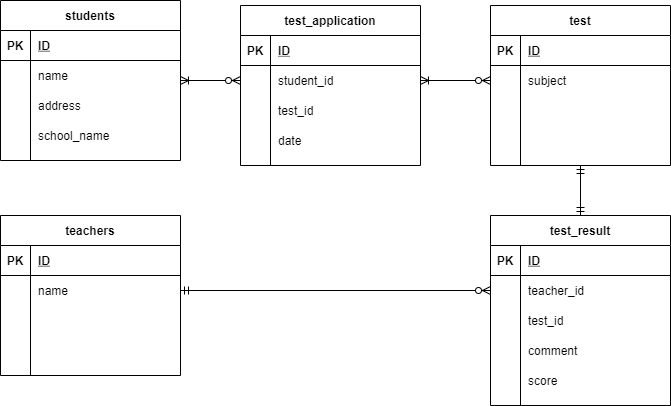 students
PK ID
name
address
school_name
test_application
PK ID
student_id
test_id
date
test
PK ID
subject
teachers
PK ID
name
test_result
PK ID
teacher_id
test_id
comment
score